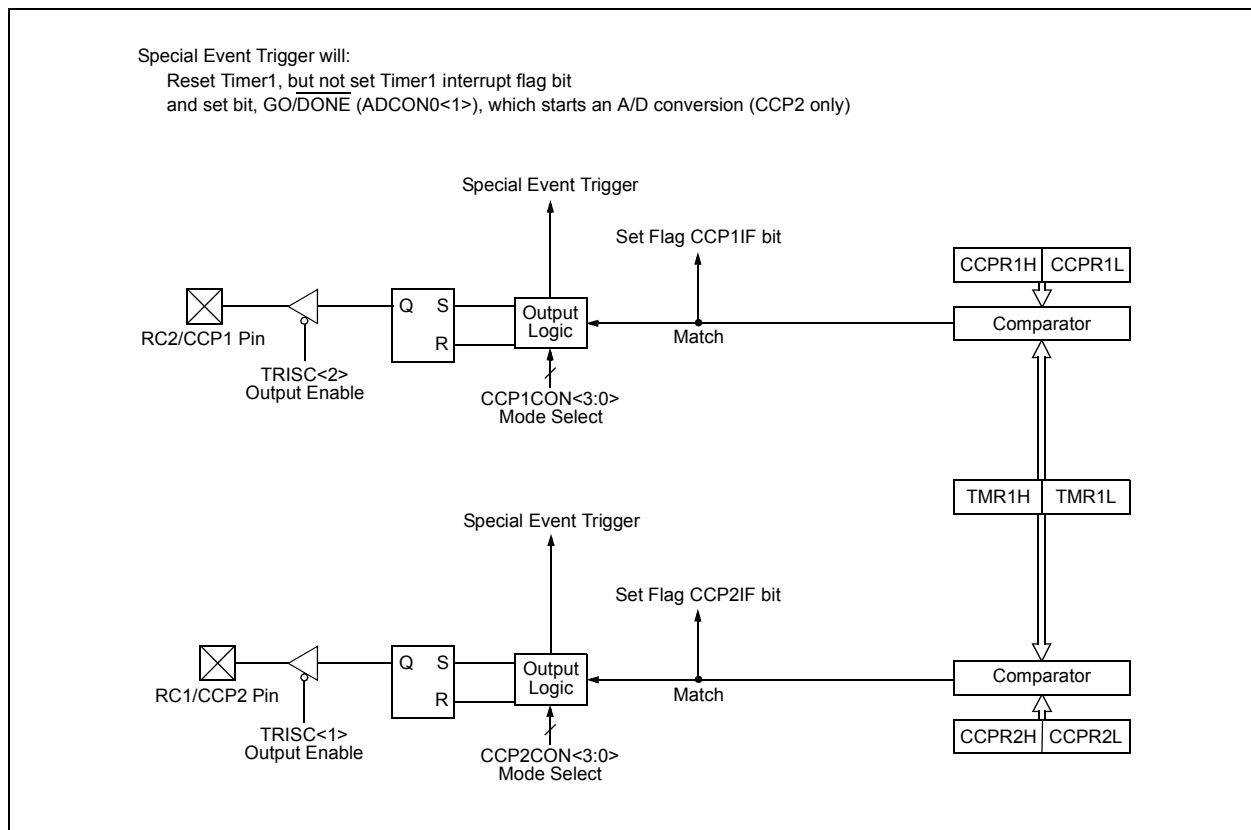 Special Event Trigger will:
Reset Timer1, but not set Timer1 interrupt flag bit
and set bit, GO/DONE (ADCON0<1>), which starts an A/D conversion (CCP2 only)
Special Event Trigger
Set Flag CCP1IF bit
CCPR1H CCPR1L
Q S
R
Output
Logic
Comparator
RC2/CCP1 Pin
Match
TRISC<2>
Output Enable
CCP1CON<3:0>
Mode Select
TMR1H TMR1L
Special Event Trigger
Set Flag CCP2IF bit
Q S
R
Output
Logic
Comparator
RC1/CCP2 Pin
Match
TRISC<1>
Output Enable
CCP2CON<3:0>
Mode Select
CCPR2H CCPR2L